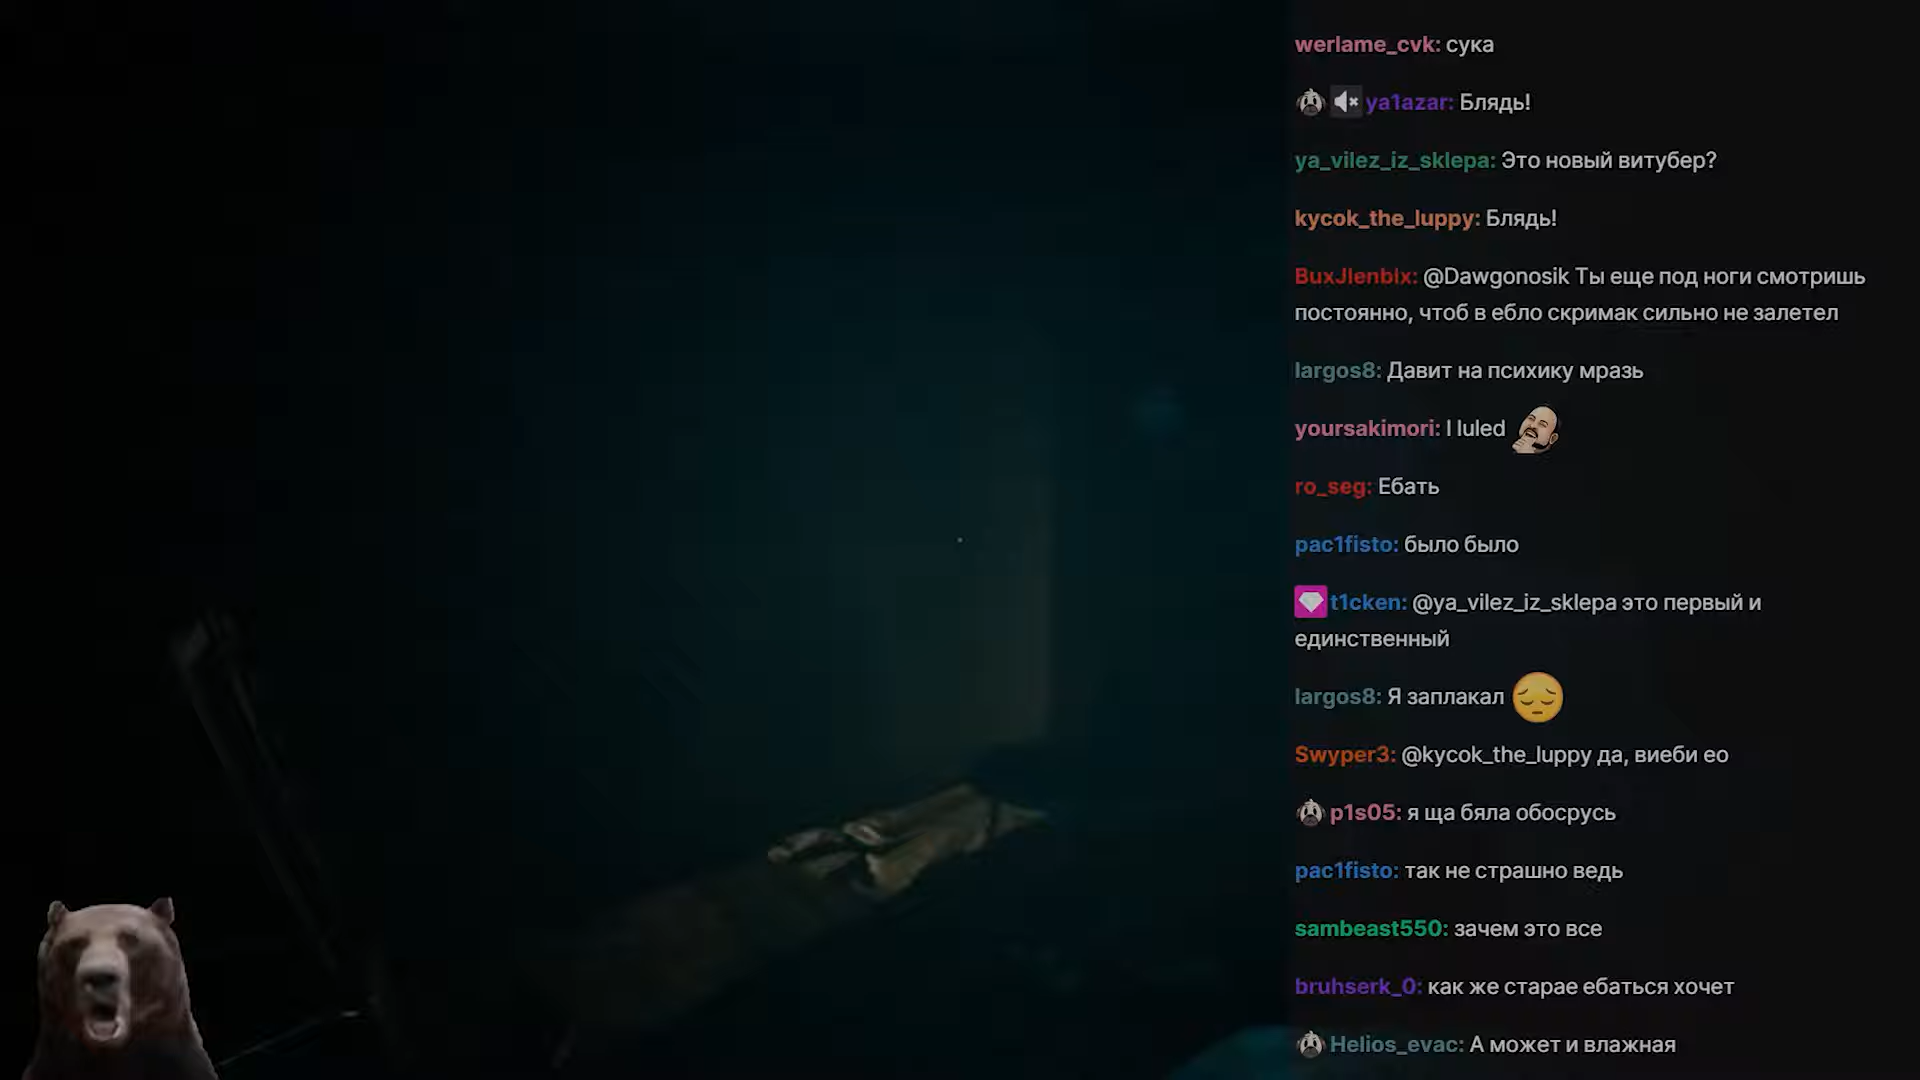 werlame_cvk: сука
ya1azar: Блядь!
ya_vilez_iz_sklepa: Это новый витубер?
kycok_the_luppy: Блядь!
BuxJlenbix: @Dawgonosik Ты еще под ноги смотришь
постоянно, чтоб в ебло скримак сильно не залетел
largos8: Давит на психику мразь
yoursakimori: I luled
ro_seg: Ебать
pac1fisto: было было
t1cken: @ya_vilez_iz_sklepa это первый и
единственный
largos8: Я заплакал
Swyper3: @kycok_the_luppy да, виеби ео
p1s05: я ща бяла обосрусь
pac1fisto: так не страшно ведь
sambeast550: зачем это все
bruhserk_0: как же старае ебаться хочет
Helios_evac: А может и влажная